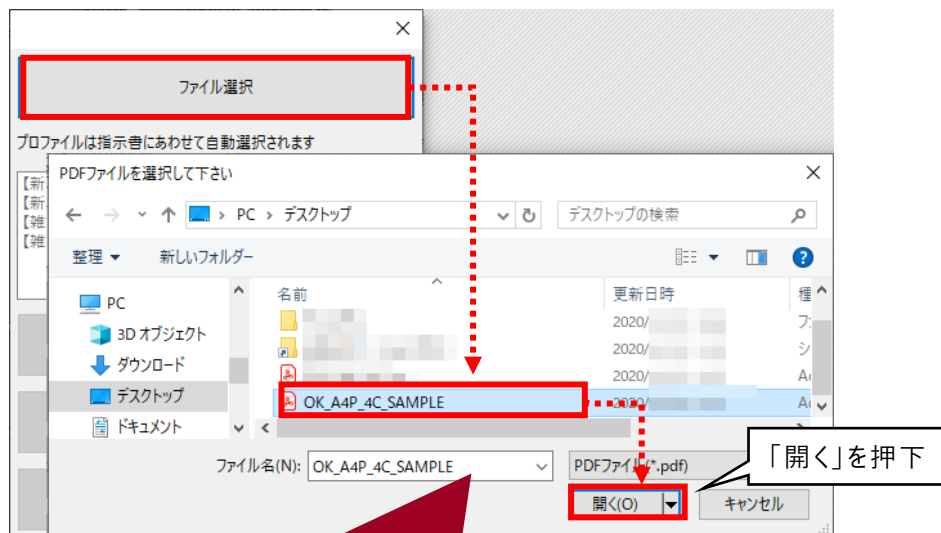 ファイル選択
プロファイルは指示書にあわせて自動選択されます
【新
【新
【雑
【雑
PDFファイルを選択して下さい
PC > デスクトップ
デスクトップの検索
整理
新しいフォルダー
PC
3D オブジェクト
ダウンロード
デスクトップ
ドキュメント
名前
更新日時
種
2020/
フ
2020/
シ
2020/
OK_A4P_4C_SAMPLE
2020/
「開く」を押下
ファイル名(N):
OK_A4P_4C_SAMPLE
PDFファイル(*.pdf)
開く(O)
キャンセル